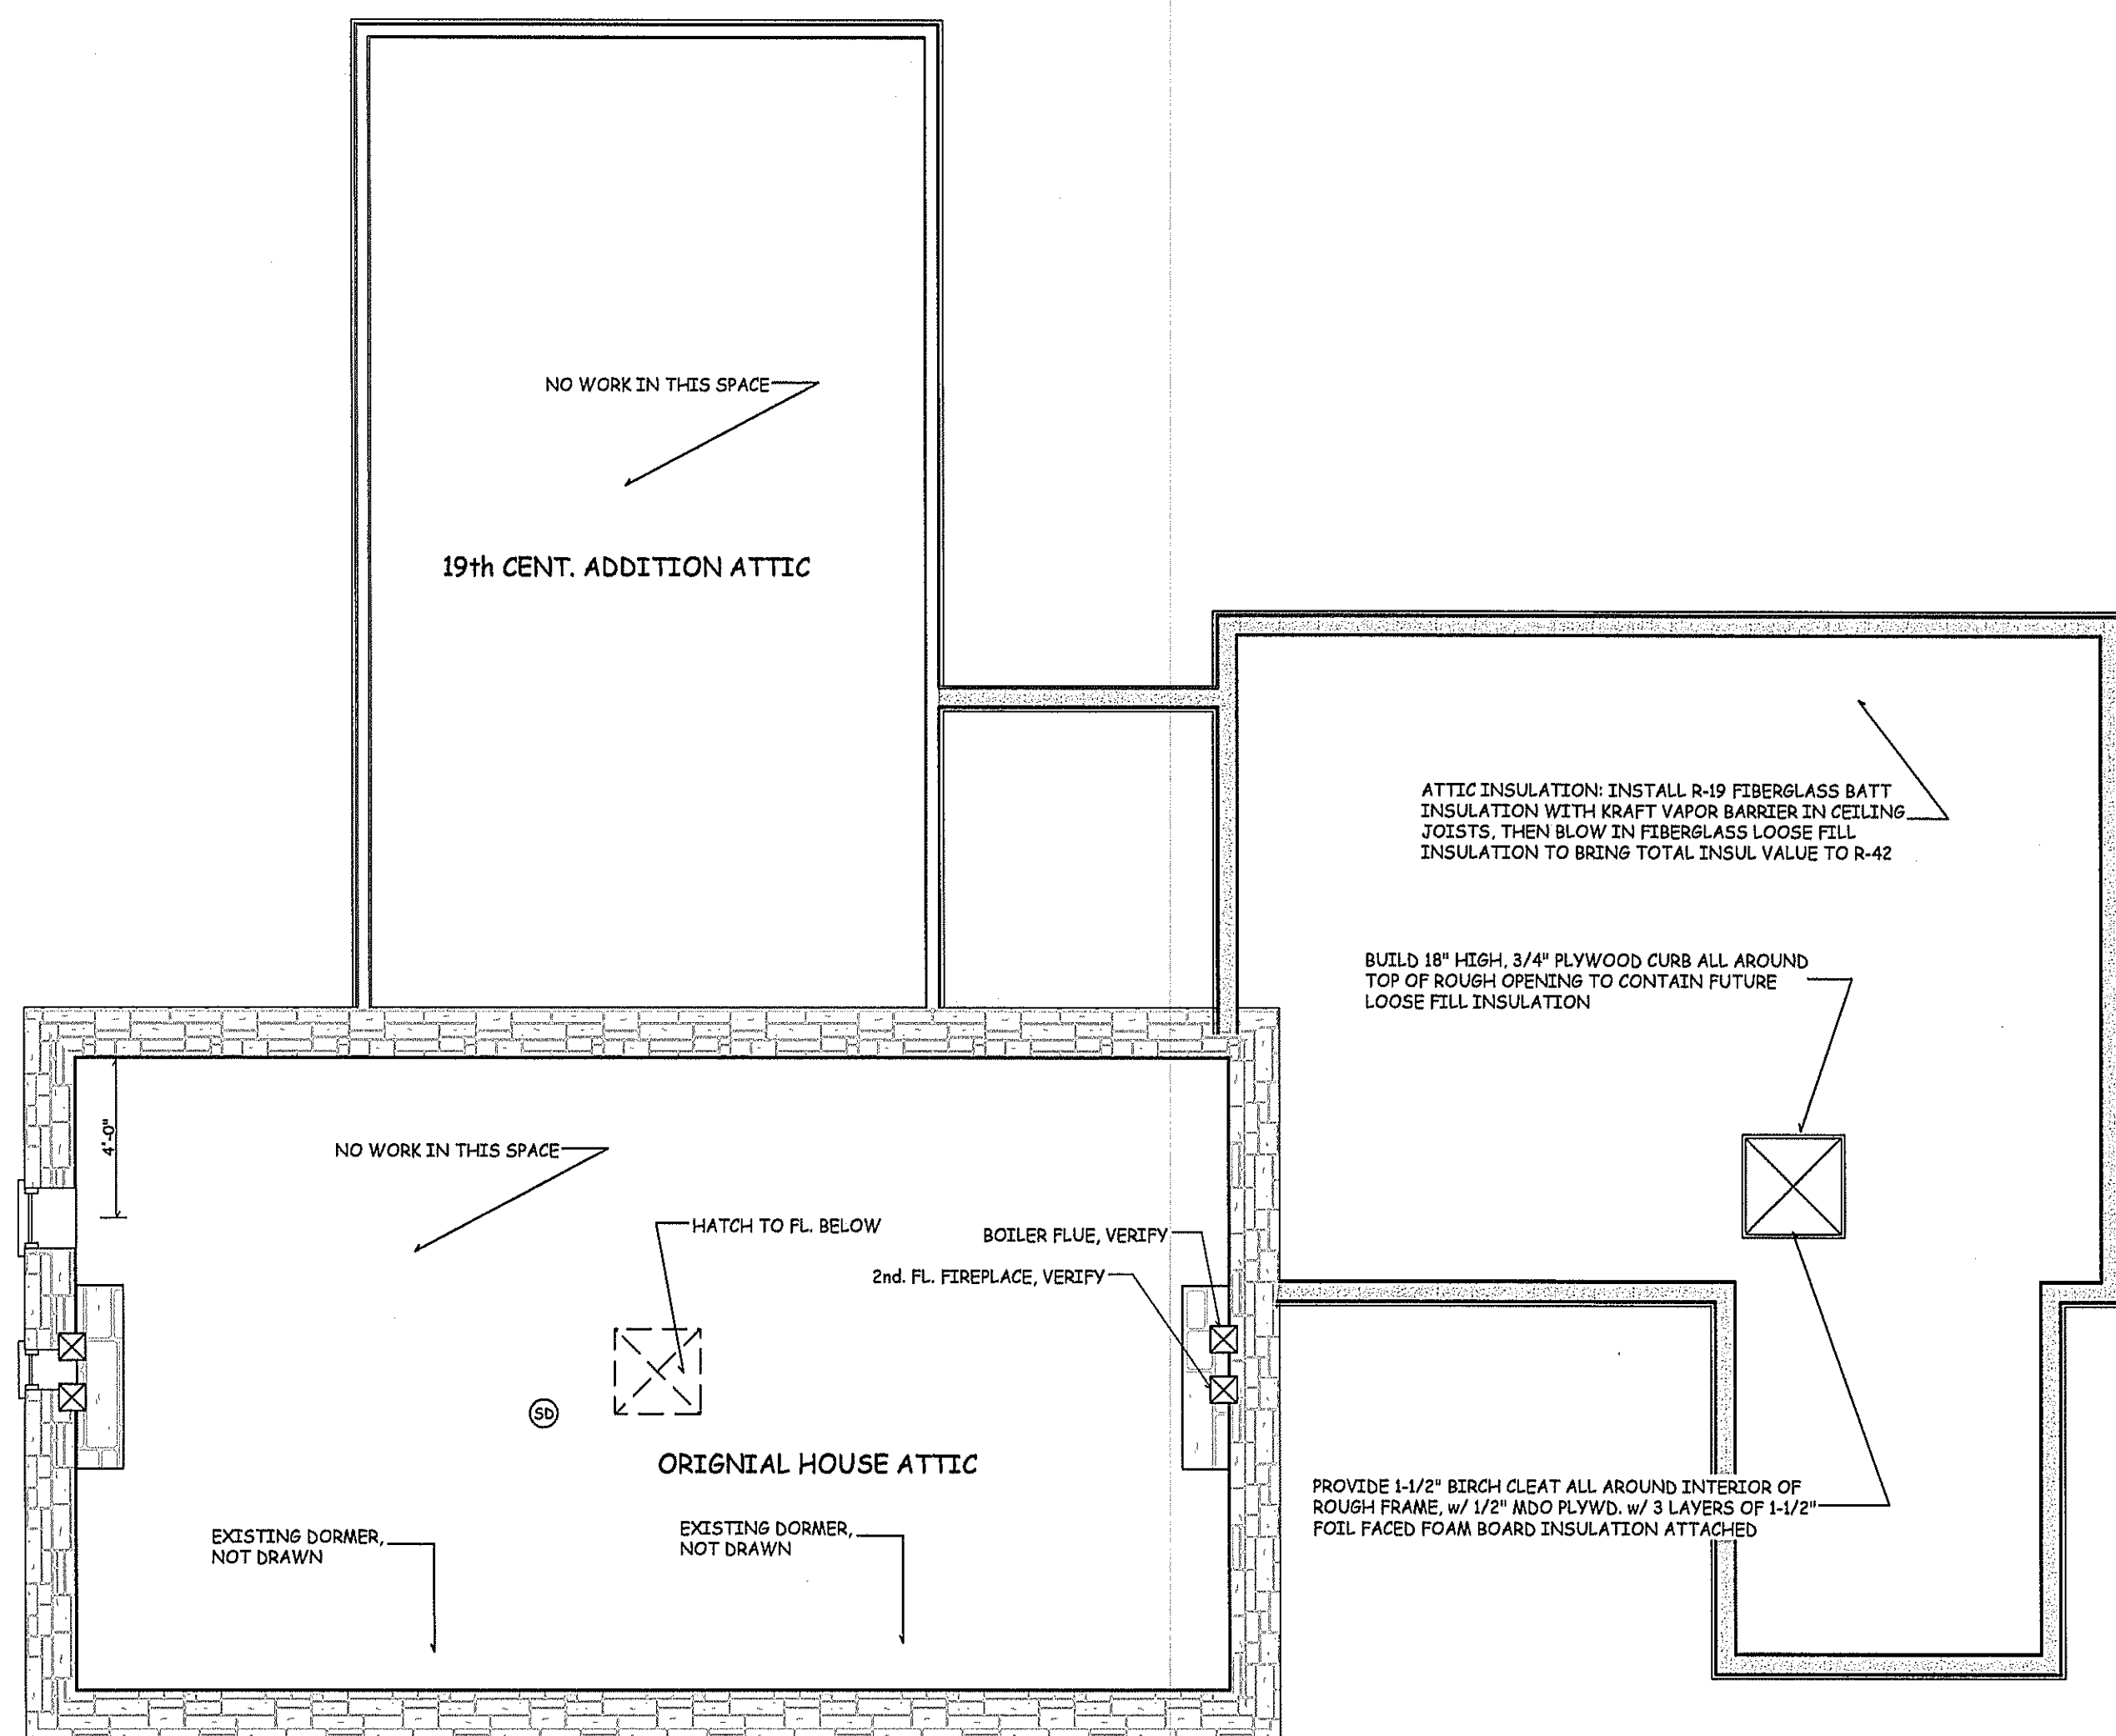 NO WORK IN THIS SPACE
19th CENT. ADDITION ATTIC
ATTIC INSULATION: INSTALL R-19 FIBERGLASS BATT
INSULATION WITH KRAFT VAPOR BARRIER IN CEILING
JOISTS, THEN BLOW IN FIBERGLASS LOOSE FILL
INSULATION TO BRING TOTAL INSUL VALUE TO R-42
BUILD 18" HIGH, 3/4" PLYWOOD CURB ALL AROUND
TOP OF ROUGH OPENING TO CONTAIN FUTURE
LOOSE FILL INSULATION
4'-0"
NO WORK IN THIS SPACE
HATCH TO FL. BELOW
BOILER FLUE, VERIFY
2nd. FL. FIREPLACE, VERIFY
SD
ORIGNIAL HOUSE ATTIC
PROVIDE 1-1/2" BIRCH CLEAT ALL AROUND INTERIOR OF
ROUGH FRAME, w/ 1/2" MDO PLYWD. w/ 3 LAYERS OF 1-1/2"
FOIL FACED FOAM BOARD INSULATION ATTACHED
EXISTING DORMER,
NOT DRAWN
EXISTING DORMER,
NOT DRAWN